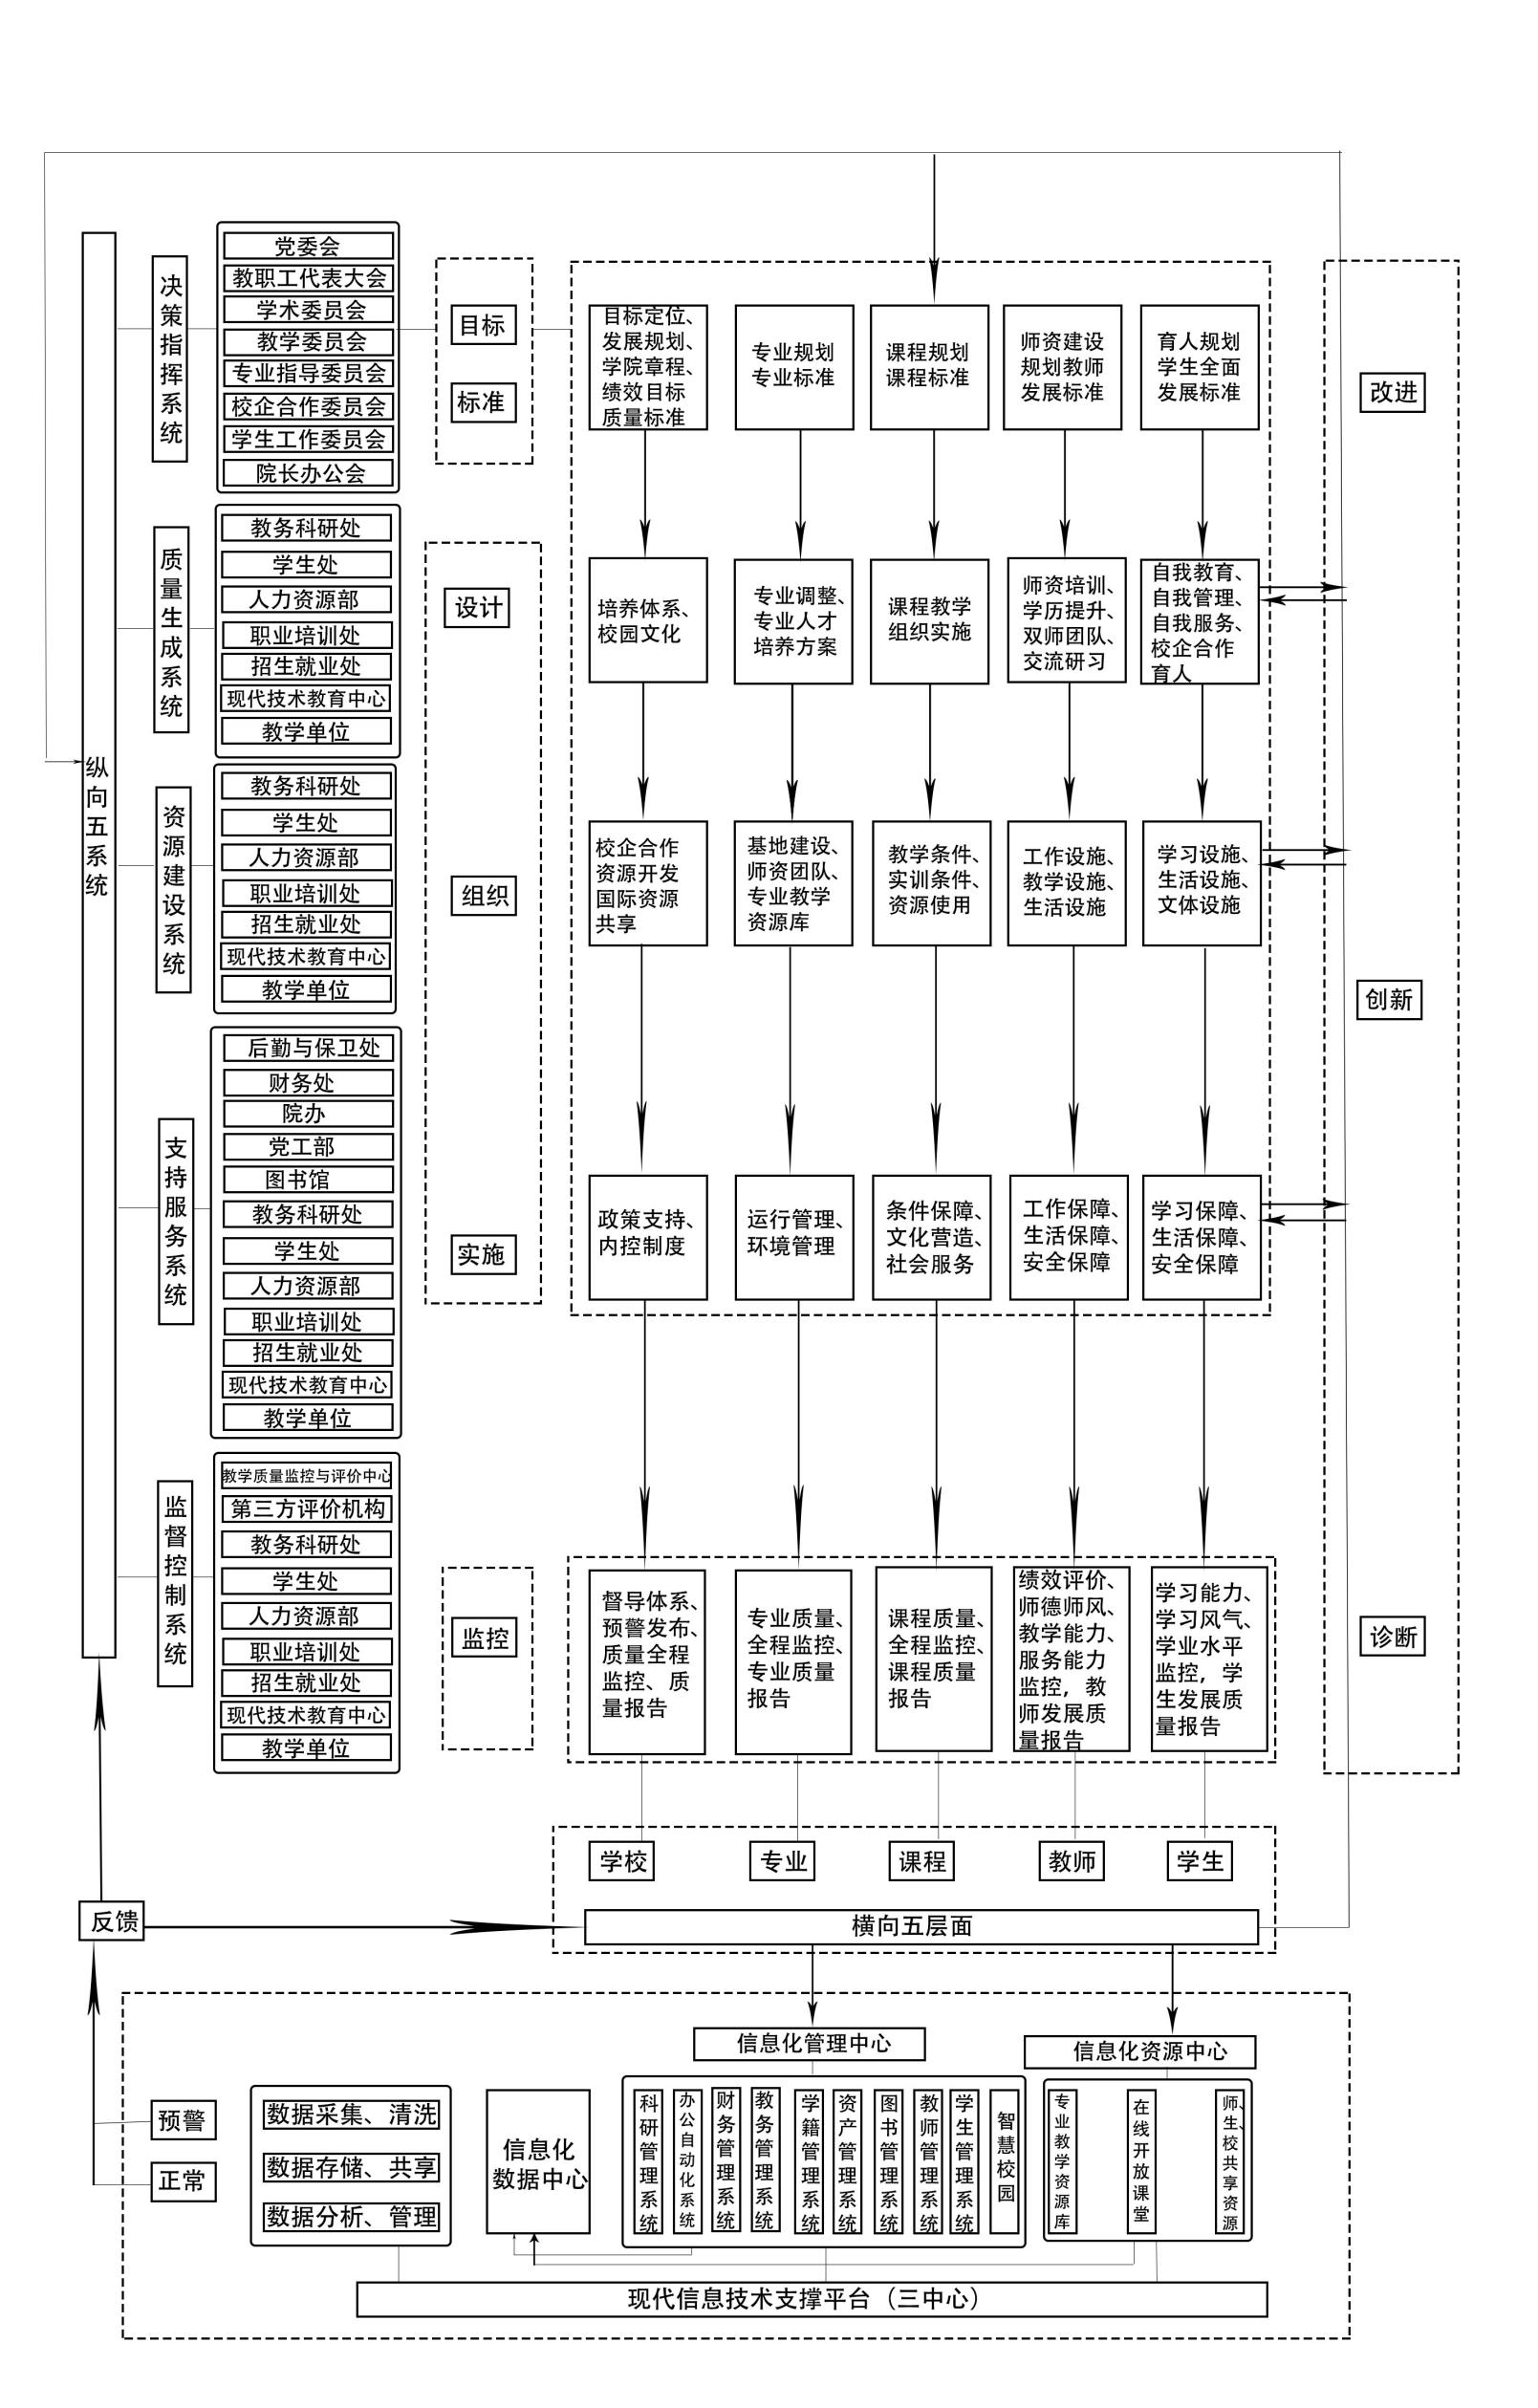 纵向五系统
决策指挥系统
党委会
教职工代表大会
学术委员会
教学委员会
专业指导委员会
校企合作委员会
学生工作委员会
院长办公会
质量生成系统
教务科研处
学生处
人力资源部
职业培训处
招生就业处
现代技术教育中心
教学单位
资源建设系统
教务科研处
学生处
人力资源部
职业培训处
招生就业处
现代技术教育中心
教学单位
支持服务系统
后勤与保卫处
财务处
院办
党工部
图书馆
教务科研处
学生处
人力资源部
职业培训处
招生就业处
现代技术教育中心
教学单位
监督控制系统
教学质量监控与评价中心
第三方评价机构
教务科研处
学生处
人力资源部
职业培训处
招生就业处
现代技术教育中心
教学单位
目标
标准
设计
组织
实施
监控
目标定位、
发展规划、
学院章程、
绩效目标
质量标准
专业规划
专业标准
课程规划
课程标准
师资建设
规划教师
发展标准
育人规划
学生全面
发展标准
培养体系、
校园文化
专业调整、
专业人才
培养方案
课程教学
组织实施
师资培训、
学历提升、
双师团队、
交流研习
自我教育、
自我管理、
自我服务、
校企合作
育人
校企合作
资源开发
国际资源
共享
基地建设、
师资团队、
专业教学
资源库
教学条件、
实训条件、
资源使用
工作设施、
教学设施、
生活设施
学习设施、
生活设施、
文体设施
政策支持、
内控制度
运行管理、
环境管理
条件保障、
文化营造、
社会服务
工作保障、
生活保障、
安全保障
学习保障、
生活保障、
安全保障
督导体系、
预警发布、
质量全程
监控、质
量报告
专业质量、
全程监控、
专业质量
报告
课程质量、
全程监控、
课程质量
报告
绩效评价、
师德师风、
教学能力、
服务能力
监控，教
师发展质
量报告
学习能力、
学习风气、
学业水平
监控，学
生发展质
量报告
改进
创新
诊断
学校
专业
课程
教师
学生
横向五层面
反馈
预警
正常
数据采集、清洗
数据存储、共享
数据分析、管理
信息化
数据中心
信息化管理中心
科研管理系统
办公自动化系统
财务管理系统
教务管理系统
学籍管理系统
资产管理系统
图书管理系统
教师管理系统
学生管理系统
智慧校园
信息化资源中心
专业教学资源库
在线开放课堂
师、生、校共享资源
现代信息技术支撑平台（三中心）